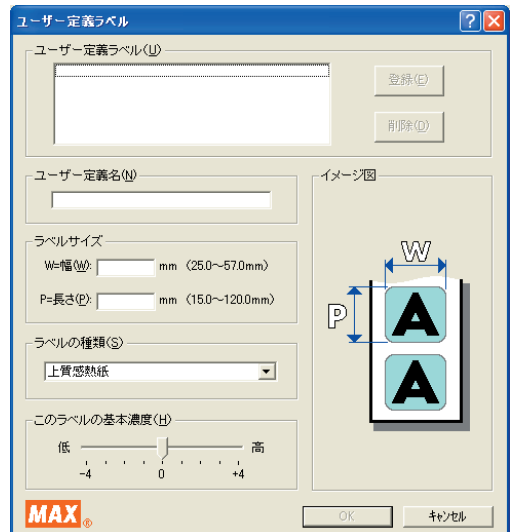 ユーザー定義ラベル
ユーザー定義ラベル(U)
登録(E)
削除(D)
ユーザー定義名(N)
ラベルサイズ
W=幅(W): mm (25.0～57.0mm)
P=長さ(P): mm (15.0～120.0mm)
ラベルの種類(S)
上質感熱紙
このラベルの基本濃度(H)
低 高
-4 0 +4
イメージ図
W
P
A
A
MAX®
OK キャンセル